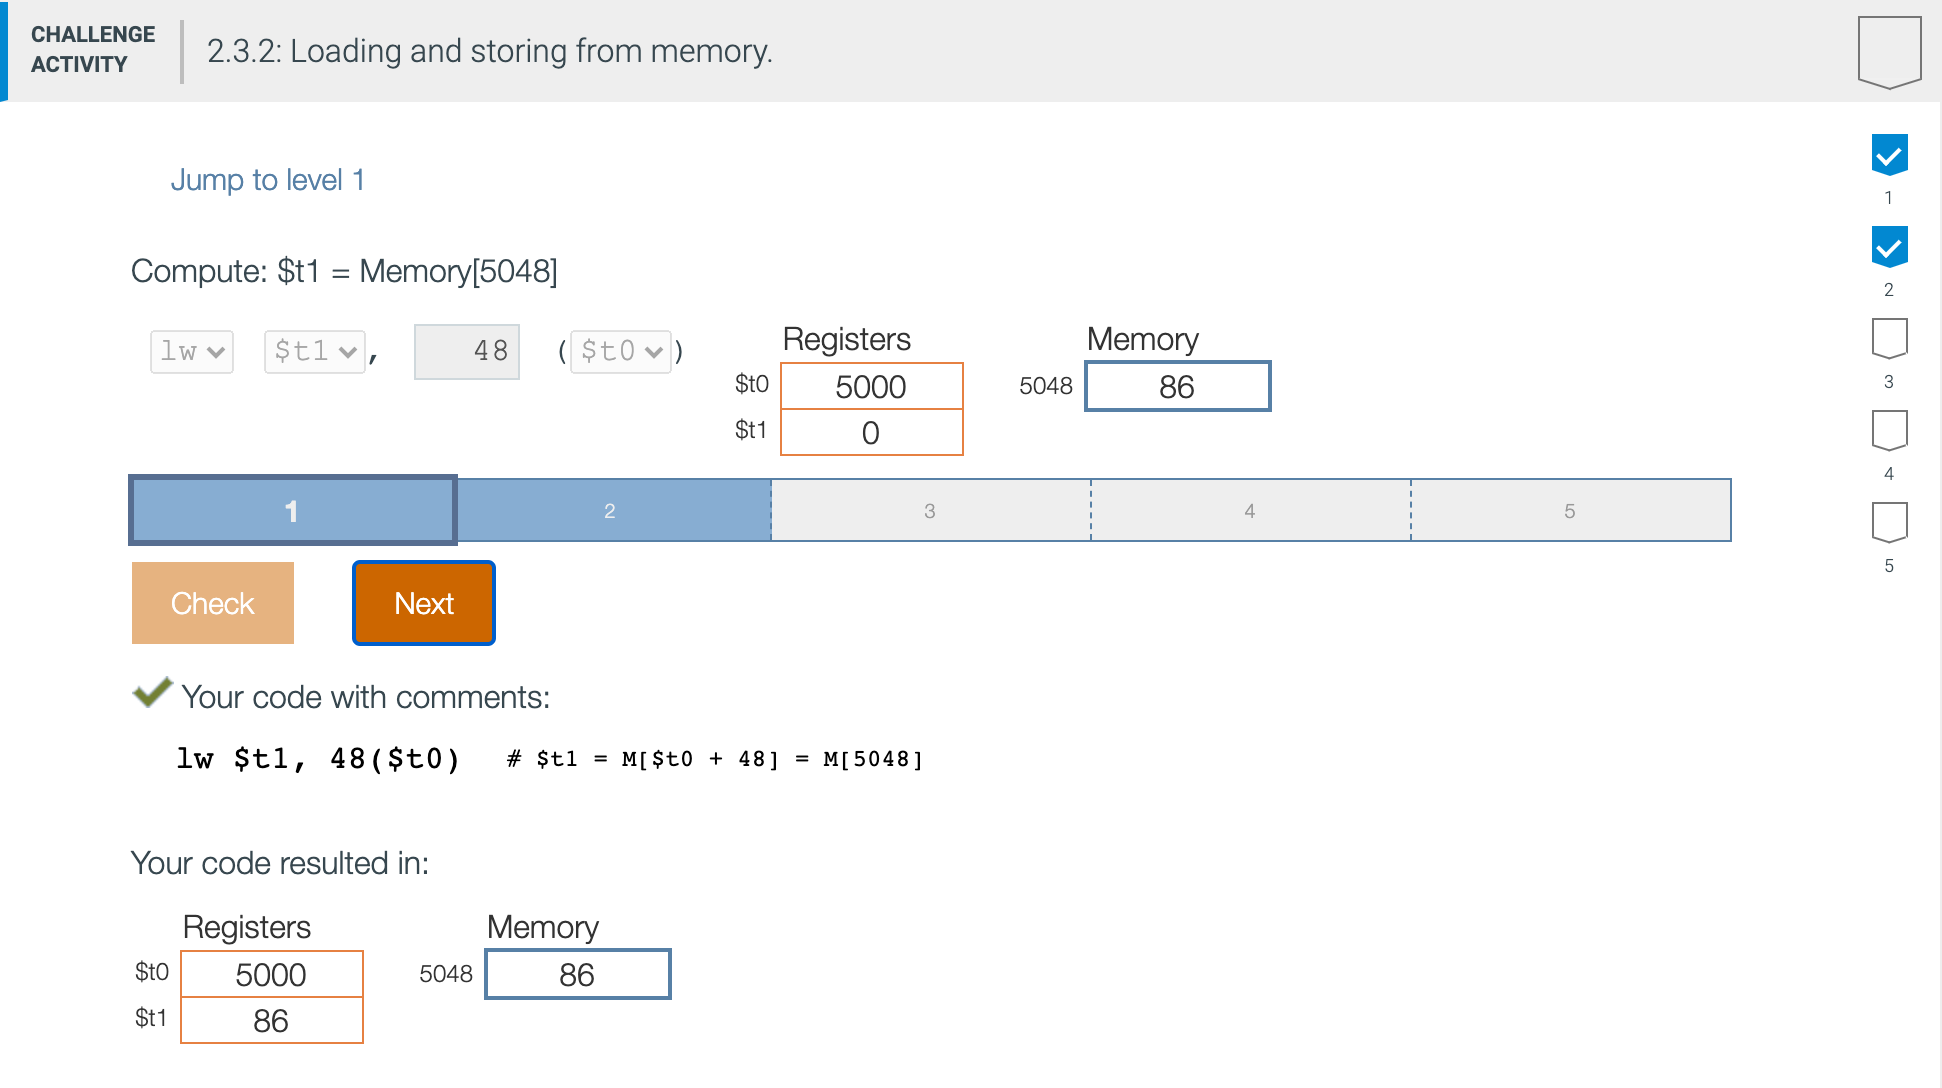 CHALLENGE
ACTIVITY
2.3.2: Loading and storing from memory.
Jump to level 1
1
2
3
4
5
Compute: $t1 = Memory[5048]
lw $t1 , 48 ( $t0 )
Registers Memory
$t0 5000 5048 86
$t1 0
1 2 3 4 5
Check Next
Your code with comments:
lw $t1, 48($t0) # $t1 = M[$t0 + 48] = M[5048]
Your code resulted in:
Registers Memory
$t0 5000 5048 86
$t1 86